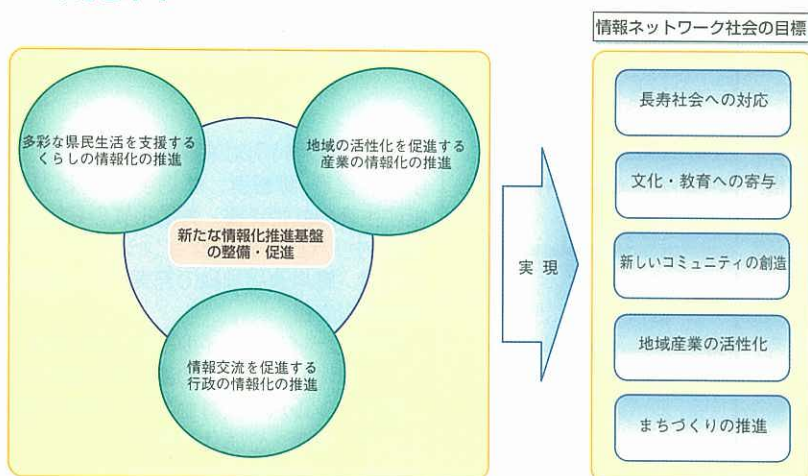 情報ネットワーク社会の目標
多彩な県民生活を支援する
くらしの情報化の推進
地域の活性化を促進する
産業の情報化の推進
新たな情報化推進基盤
の整備・促進
情報交流を促進する
行政の情報化の推進
実 現
長寿社会への対応
文化・教育への寄与
新しいコミュニティの創造
地域産業の活性化
まちづくりの推進